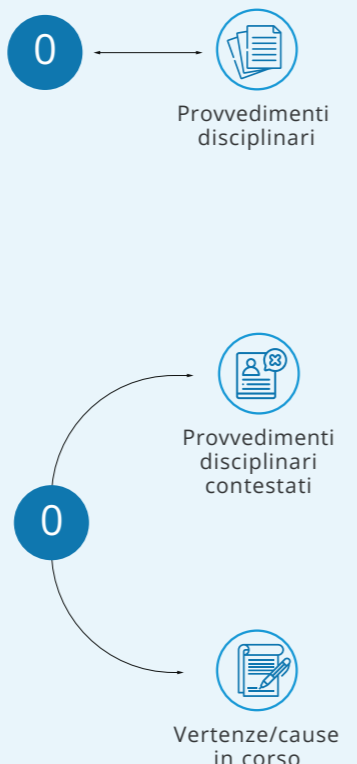 0
Provvedimenti
disciplinari
Provvedimenti
disciplinari
contestati
0
Vertenze/cause
in corso